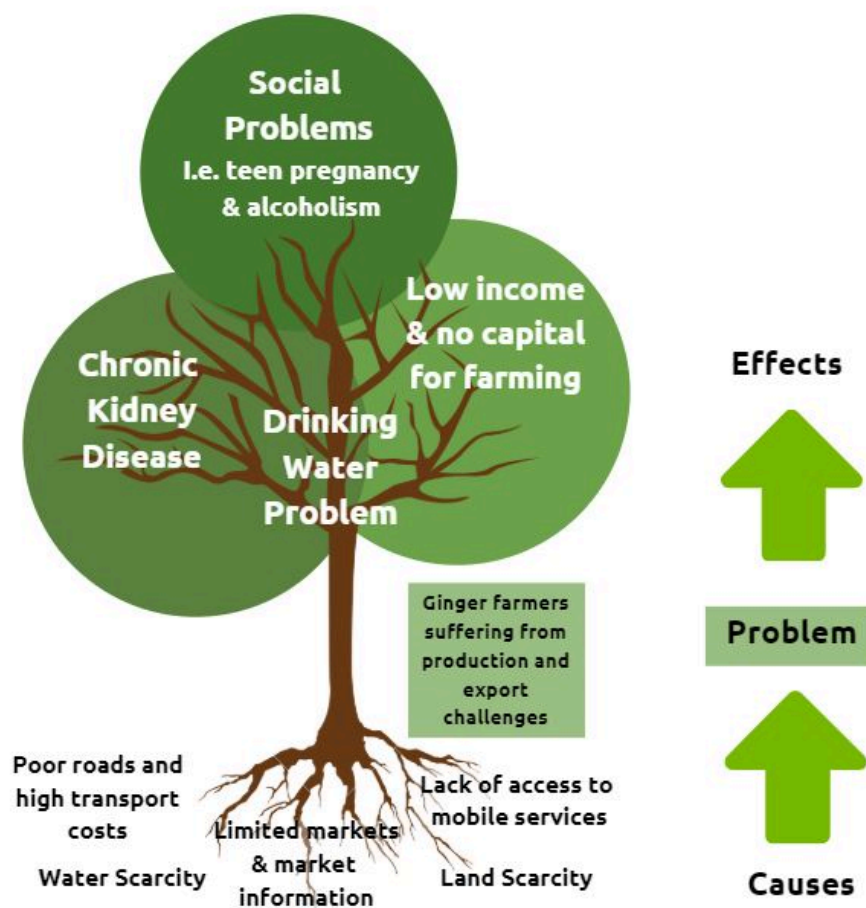 Social
Problems
I.e. teen pregnancy
& alcoholism
Low income
& no capital
for farming
Chronic
Kidney
Disease
Drinking
Water
Problem
Effects
Ginger farmers
suffering from
production and
export
challenges
Problem
Poor roads and
high transport
costs
Lack of access to
mobile services
Limited markets
& market
information
Water Scarcity
Land Scarcity
Causes